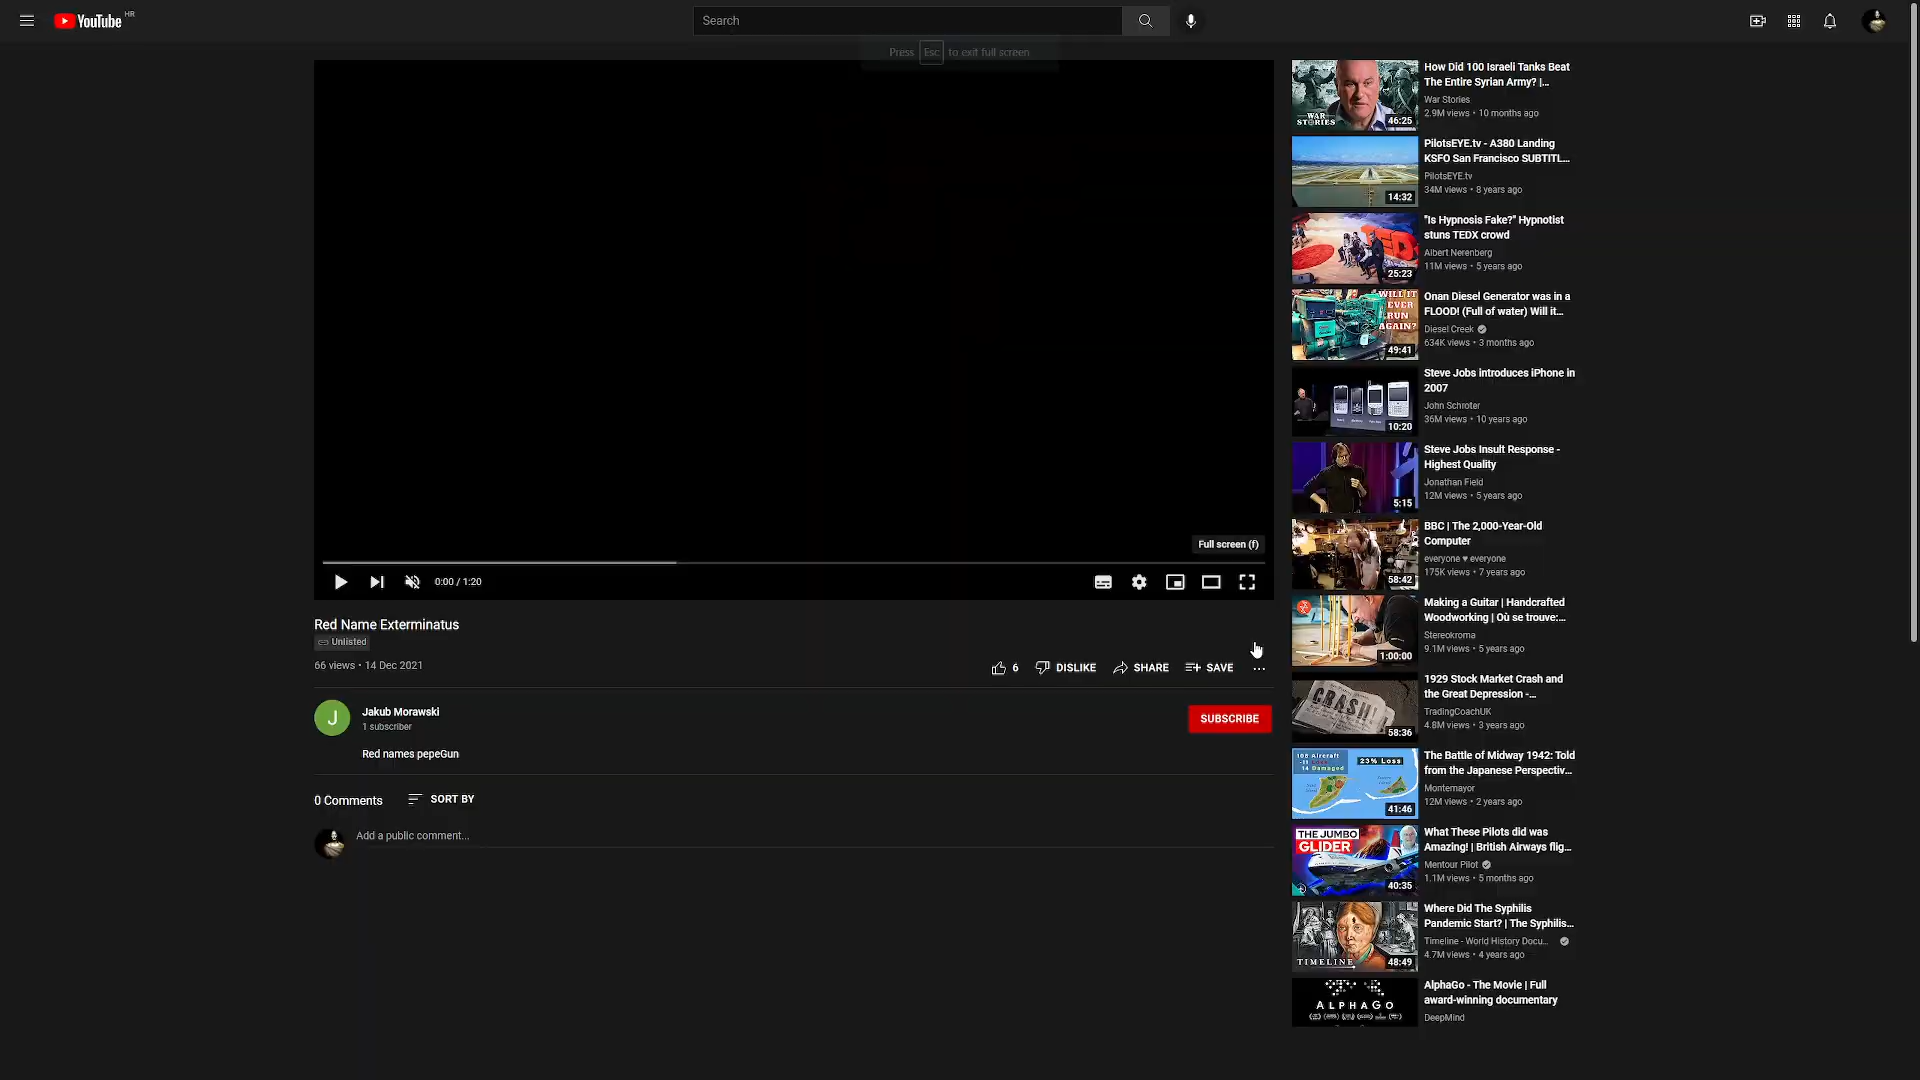 YouTube HR
Search
Press Esc to exit full screen
Full screen (f)
0:00 / 1:20
Red Name Exterminatus
Unlisted
66 views • 14 Dec 2021
6 DISLIKE SHARE SAVE
J
Jakub Morawski
1 subscriber
SUBSCRIBE
Red names pepeGun
0 Comments SORT BY
Add a public comment...
WAR STORIES
46:25
How Did 100 Israeli Tanks Beat
The Entire Syrian Army? |...
War Stories
2.9M views • 10 months ago
14:32
PilotsEYE.tv - A380 Landing
KSFO San Francisco SUBTITL...
PilotsEYE.tv
34M views • 8 years ago
TED
25:23
"Is Hypnosis Fake?" Hypnotist
stuns TEDX crowd
Albert Nerenberg
11M views • 5 years ago
WILL IT
EVER
RUN
AGAIN?
49:41
Onan Diesel Generator was in a
FLOOD! (Full of water) Will it...
Diesel Creek
634K views • 3 months ago
10:20
Steve Jobs introduces iPhone in
2007
John Schroter
36M views • 10 years ago
5:15
Steve Jobs Insult Response -
Highest Quality
Jonathan Field
12M views • 5 years ago
58:42
BBC | The 2,000-Year-Old
Computer
everyone ♥ everyone
175K views • 7 years ago
1:00:00
Making a Guitar | Handcrafted
Woodworking | Où se trouve:...
Stereokroma
9.1M views • 5 years ago
CRASH!
58:36
1929 Stock Market Crash and
the Great Depression -...
TradingCoachUK
4.8M views • 3 years ago
23% Loss
41:46
The Battle of Midway 1942: Told
from the Japanese Perspectiv...
Montemayor
12M views • 2 years ago
THE JUMBO
GLIDER
40:35
What These Pilots did was
Amazing! | British Airways flig...
Mentour Pilot
1.1M views • 5 months ago
TIMELINE
48:49
Where Did The Syphilis
Pandemic Start? | The Syphilis...
Timeline - World History Docu...
4.7M views • 4 years ago
ALPHAGO
AlphaGo - The Movie | Full
award-winning documentary
DeepMind